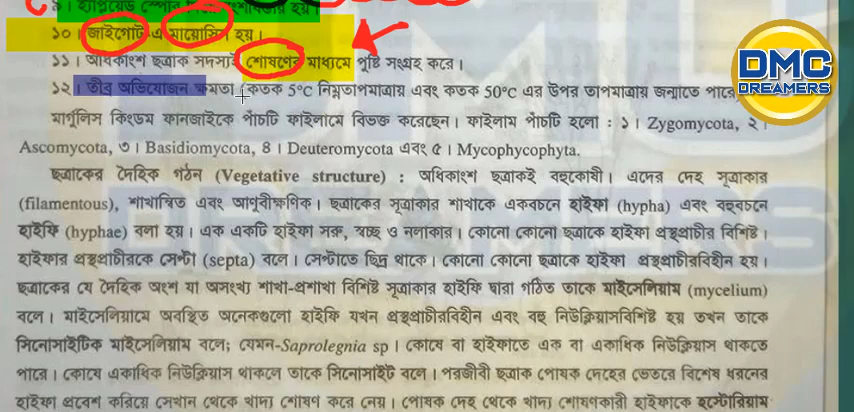 ৯। হ্যাপ্লয়েড স্পোর
১০। জাইগোট-এ মায়োসিস হয়।
১১। অধিকাংশ ছত্রাক সদস্যই শোষণের মাধ্যমে পুষ্টি সংগ্রহ করে।
১২। তীব্র অভিযোজন ক্ষমতা (কতক 5°C নিম্নতাপমাত্রায় এবং কতক 50°C এর উপর তাপমাত্রায় জন্মাতে পারে
মার্গুলিস কিংডম ফানজাইকে পাঁচটি ফাইলামে বিভক্ত করেছেন। ফাইলাম পাঁচটি হলো : ১। Zygomycota, ২।
Ascomycota, ৩। Basidiomycota, ৪। Deuteromycota এবং ৫। Mycophycophyta.
ছত্রাকের দৈহিক গঠন (Vegetative structure) : অধিকাংশ ছত্রাকই বহুকোষী। এদের দেহ সূত্রাকার
(filamentous), শাখান্বিত এবং আণুবীক্ষণিক। ছত্রাকের সূত্রাকার শাখাকে একবচনে হাইফা (hypha) এবং বহুবচনে
হাইফি (hyphae) বলা হয়। এক একটি হাইফা সরু, স্বচ্ছ ও নলাকার। কোনো কোনো ছত্রাকে হাইফা প্রস্থপ্রাচীর বিশিষ্ট।
হাইফার প্রস্থপ্রাচীরকে সেপ্টা (septa) বলে। সেপ্টাতে ছিদ্র থাকে। কোনো কোনো ছত্রাকে হাইফা প্রস্থপ্রাচীরবিহীন হয়।
ছত্রাকের যে দৈহিক অংশ যা অসংখ্য শাখা-প্রশাখা বিশিষ্ট সূত্রাকার হাইফি দ্বারা গঠিত তাকে মাইসেলিয়াম (mycelium)
বলে। মাইসেলিয়ামে অবস্থিত অনেকগুলো হাইফি যখন প্রস্থপ্রাচীরবিহীন এবং বহু নিউক্লিয়াসবিশিষ্ট হয় তখন তাকে
সিনোসাইটিক মাইসেলিয়াম বলে; যেমন-Saprolegnia sp। কোষে বা হাইফাতে এক বা একাধিক নিউক্লিয়াস থাকতে
পারে। কোষে একাধিক নিউক্লিয়াস থাকলে তাকে সিনোসাইট বলে। পরজীবী ছত্রাক পোষক দেহের ভেতরে বিশেষ ধরনের
হাইফা প্রবেশ করিয়ে সেখান থেকে খাদ্য শোষণ করে নেয়। পোষক দেহ থেকে খাদ্য শোষণকারী হাইফাকে হস্টোরিয়াম
DMC
DREAMERS